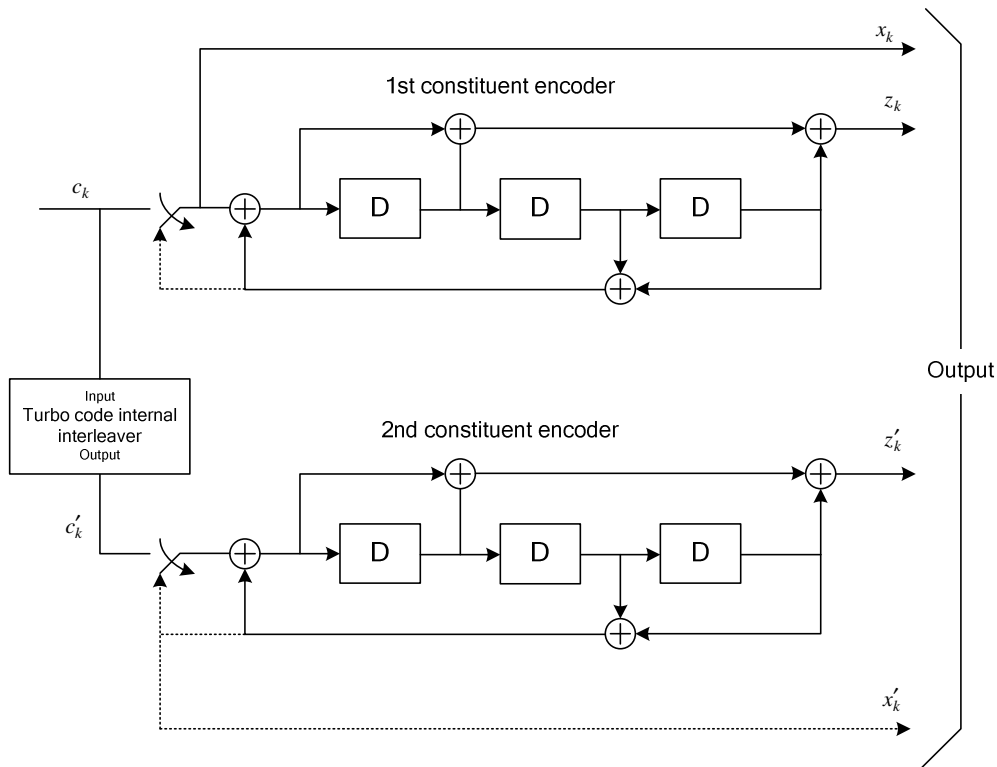 x_k
1st constituent encoder
z_k
c_k
D D D
Output
Input
Turbo code internal
interleaver
Output
2nd constituent encoder
z′_k
c′_k
D D D
x′_k